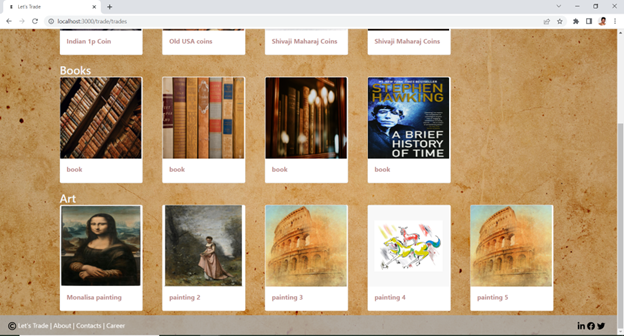 Let's Trade
localhost:3000/trade/trades
Indian 1p Coin
Old USA coins
Shivaji Maharaj Coins
Shivaji Maharaj Coins
Books
STEPHEN
HAWKING
A BRIEF
HISTORY
OF TIME
book
book
book
book
Art
Monalisa painting
painting 2
painting 3
painting 4
painting 5
© Let's Trade | About | Contacts | Career